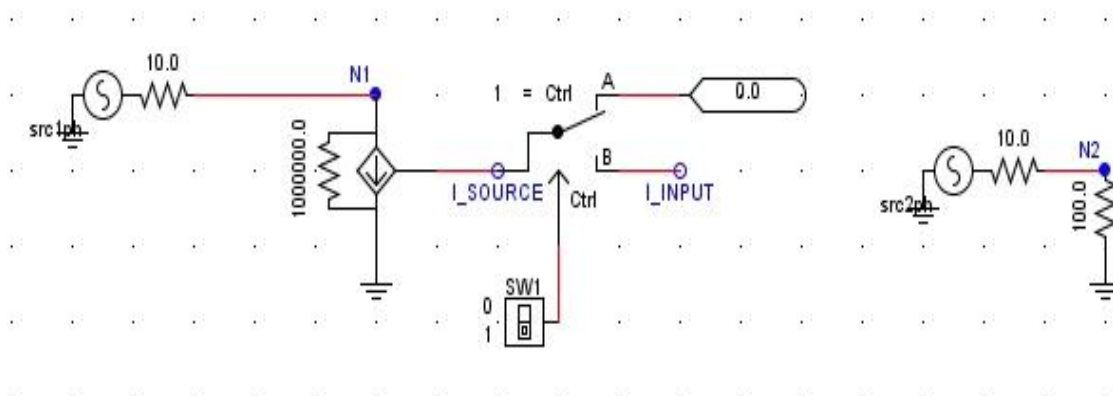 10.0
N1
src1ph
1000000.0
I_SOURCE
1 = Ctrl
A
0.0
B
I_INPUT
Ctrl
SW1
0
1
10.0
N2
src2ph
100.0